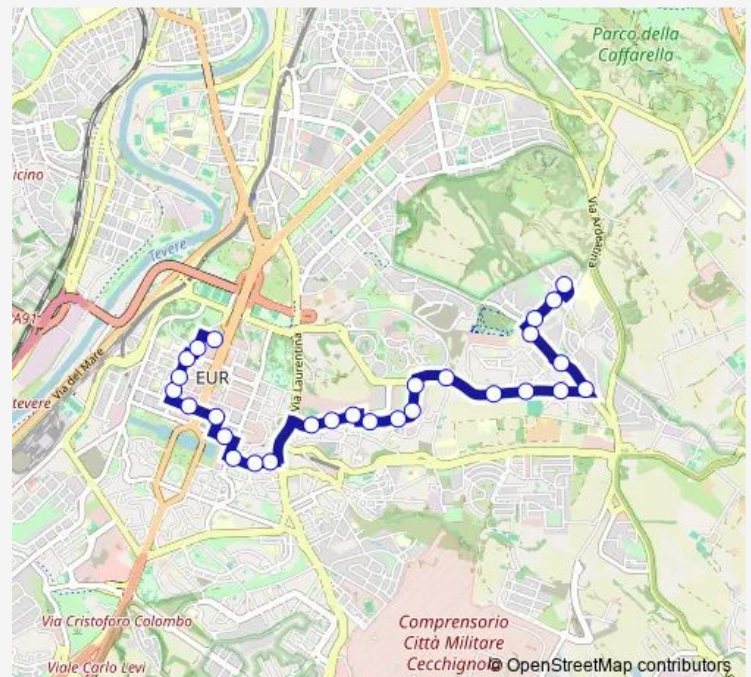 Parco della
Caffarella
icino
Via Ardeatina
Tevere
A91
Via Laurentina
EUR
Via del Mare
tevere
Via Cristoforo Colombo
Comprensorio
Città Militare
Cecchignola
Viale Carlo Levi
© OpenStreetMap contributors